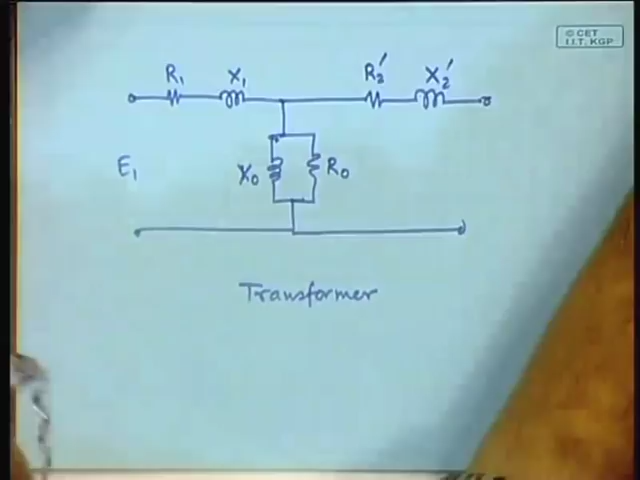 © CET
I.I.T. KGP
R₁ X₁ R₂′ X₂′
E₁ X₀ R₀
Transformer